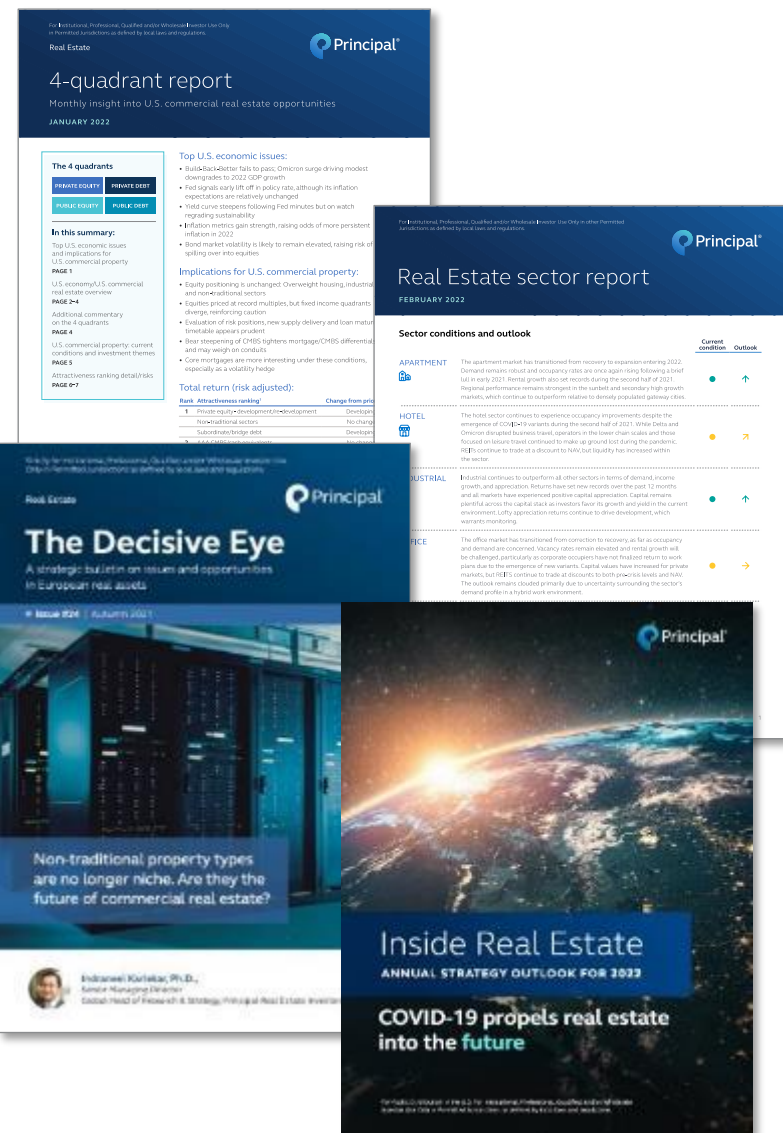 For Institutional, Professional, Qualified and/or Wholesale Investor Use Only
in Permitted Jurisdictions as defined by local laws and regulations.
Real Estate
Principal®
4-quadrant report
Monthly insight into U.S. commercial real estate opportunities
JANUARY 2022
The 4 quadrants
PRIVATE EQUITY PRIVATE DEBT
PUBLIC EQUITY PUBLIC DEBT
In this summary:
Top U.S. economic issues
and implications for
U.S. commercial property
PAGE 1
U.S. economy/U.S. commercial
real estate overview
PAGE 2–4
Additional commentary
on the 4 quadrants
PAGE 4
U.S. commercial property: current
conditions and investment themes
PAGE 5
Attractiveness ranking detail/risks
PAGE 6–7
Top U.S. economic issues:
• Build-Back-Better fails to pass; Omicron surge driving modest
downgrades to 2022 GDP growth
• Fed signals early lift off in policy rate, although its inflation
expectations are relatively unchanged
• Yield curve steepens following Fed minutes but on watch
regrading sustainability
• Inflation metrics gain strength, raising odds of more persistent
inflation in 2022
• Bond market volatility is likely to remain elevated, raising risk of
spilling over into equities
Implications for U.S. commercial property:
• Equity positioning is unchanged: Overweight housing, industrial
and non-traditional sectors
• Equities priced at record multiples, but fixed income quadrants
diverge, reinforcing caution
• Evaluation of risk positions, new supply delivery and loan matur
timetable appears prudent
• Bear steepening of CMBS tightens mortgage/CMBS differential
and may weigh on conduits
• Core mortgages are more interesting under these conditions,
especially as a volatility hedge
Total return (risk adjusted):
Rank Attractiveness ranking¹ Change from prio
1 Private equity-development/re-development Developin
Non-traditional sectors No chang
Subordinate/bridge debt Developin
For Institutional, Professional, Qualified and/or Wholesale Investor Use Only in other Permitted
Jurisdictions as defined by local laws and regulations.
Principal®
Real Estate sector report
FEBRUARY 2022
Sector conditions and outlook
Current
condition Outlook
APARTMENT
The apartment market has transitioned from recovery to expansion entering 2022.
Demand remains robust and occupancy rates are once again rising following a brief
lull in early 2021. Rental growth also set records during the second half of 2021.
Regional performance remains strongest in the sunbelt and secondary high growth
markets, which continue to outperform relative to densely populated gateway cities.
HOTEL
The hotel sector continues to experience occupancy improvements despite the
emergence of COVID-19 variants during the second half of 2021. While Delta and
Omicron disrupted business travel, operators in the lower chain scales and those
focused on leisure travel continued to make up ground lost during the pandemic.
REITs continue to trade at a discount to NAV, but liquidity has increased within
the sector.
DUSTRIAL
Industrial continues to outperform all other sectors in terms of demand, income
growth, and appreciation. Returns have set new records over the past 12 months
and all markets have experienced positive capital appreciation. Capital remains
plentiful across the capital stack as investors favor its growth and yield in the current
environment. Lofty appreciation returns continue to drive development, which
warrants monitoring.
FICE
The office market has transitioned from correction to recovery, as far as occupancy
and demand are concerned. Vacancy rates remain elevated and rental growth will
be challenged, particularly as corporate occupiers have not finalized return to work
plans due to the emergence of new variants. Capital values have increased for private
markets, but REITS continue to trade at discounts to both pre-crisis levels and NAV.
The outlook remains clouded primarily due to uncertainty surrounding the sector's
demand profile in a hybrid work environment.
1
Real Estate
Principal®
The Decisive Eye
A strategic bulletin on issues and opportunities
in European real assets
Issue #24 | Autumn 2021
Non-traditional property types
are no longer niche. Are they the
future of commercial real estate?
Senior Managing Director
Global Head of Research & Strategy, Principal Real Estate
Principal®
Inside Real Estate
ANNUAL STRATEGY OUTLOOK FOR 2022
COVID-19 propels real estate
into the future